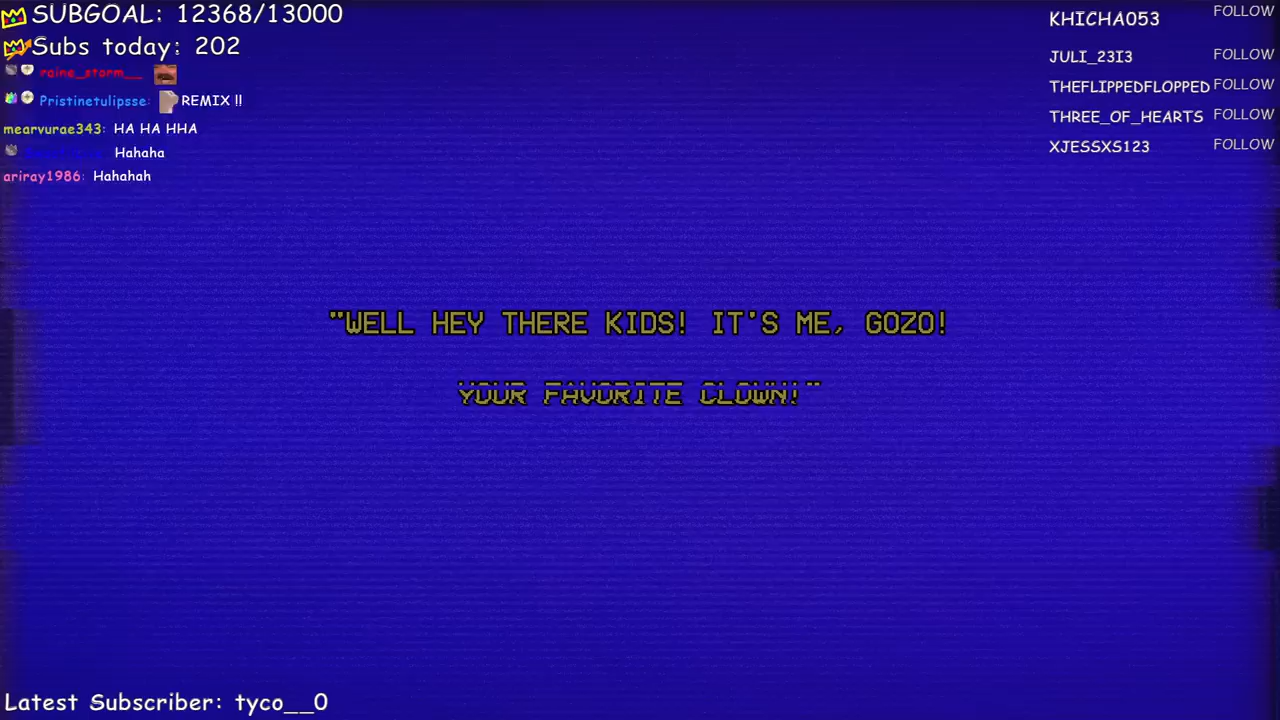 SUBGOAL: 12368/13000
Subs today: 202
raine_storm__
Pristinetulipsse: REMIX !!
mearvurae343: HA HA HHA
Hahaha
ariray1986: Hahahah
KHICHA053 FOLLOW
JULI_23I3 FOLLOW
THEFLIPPEDFLOPPED FOLLOW
THREE_OF_HEARTS FOLLOW
XJESSXS123 FOLLOW
"WELL HEY THERE KIDS! IT'S ME, GOZO!
YOUR FAVORITE CLOWN!"
Latest Subscriber: tyco__0